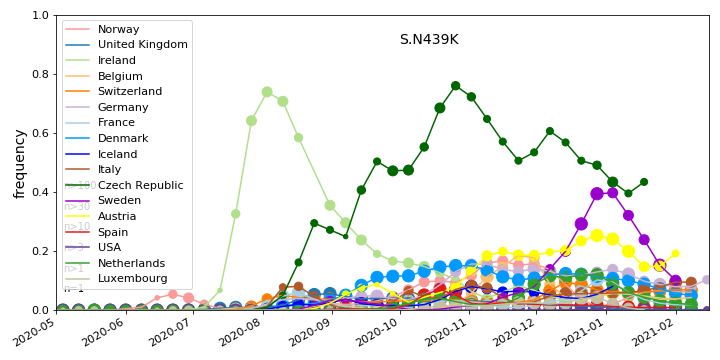 S.N439K
frequency
1.0
0.8
0.6
0.4
0.2
0.0
Norway
United Kingdom
Ireland
Belgium
Switzerland
Germany
France
Denmark
Iceland
Italy
Czech Republic
Sweden
Austria
Spain
USA
Netherlands
Luxembourg
n>100
n>30
n>10
n>3
n>1
n=1
2020-05
2020-06
2020-07
2020-08
2020-09
2020-10
2020-11
2020-12
2021-01
2021-02